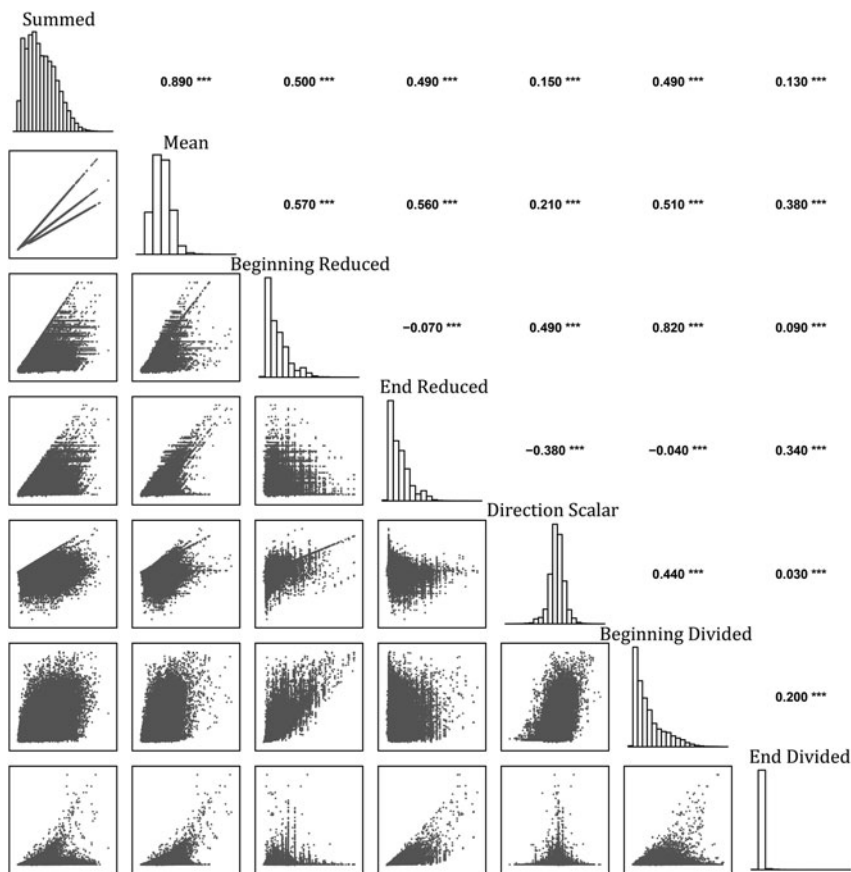 Summed
0.890 *** 0.500 *** 0.490 *** 0.150 *** 0.490 *** 0.130 ***
Mean
0.570 *** 0.560 *** 0.210 *** 0.510 *** 0.380 ***
Beginning Reduced
−0.070 *** 0.490 *** 0.820 *** 0.090 ***
End Reduced
−0.380 *** −0.040 *** 0.340 ***
Direction Scalar
0.440 *** 0.030 ***
Beginning Divided
0.200 ***
End Divided